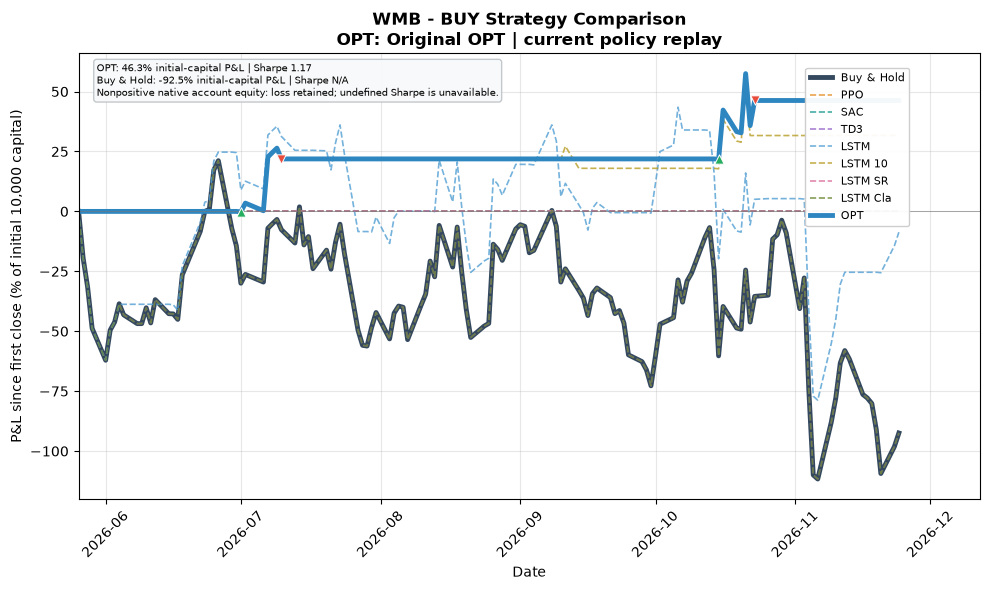 WMB - BUY Strategy Comparison
OPT: Original OPT | current policy replay
OPT: 46.3% initial-capital P&L | Sharpe 1.17
Buy & Hold: -92.5% initial-capital P&L | Sharpe N/A
Nonpositive native account equity: loss retained; undefined Sharpe is unavailable.
Buy & Hold
PPO
SAC
TD3
LSTM
LSTM 10
LSTM SR
LSTM Cla
OPT
P&L since first close (% of initial 10,000 capital)
50
25
0
−25
−50
−75
−100
2026-06
2026-07
2026-08
2026-09
2026-10
2026-11
2026-12
Date